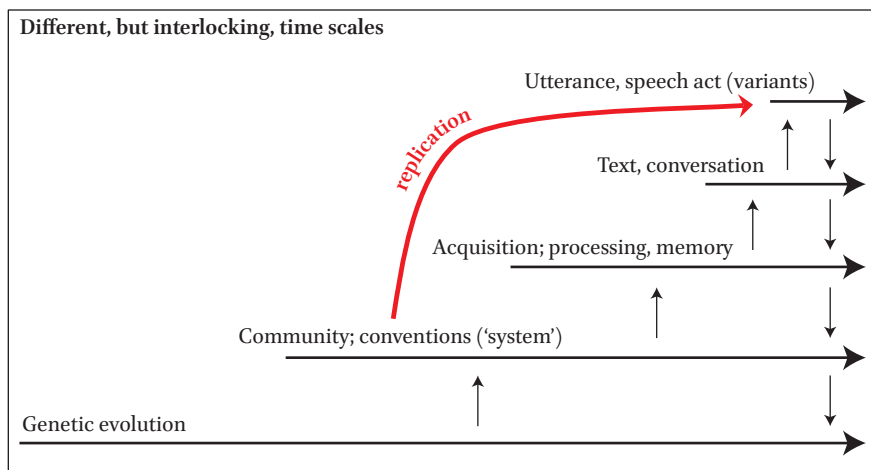 Different, but interlocking, time scales
Utterance, speech act (variants)
replication
Text, conversation
Acquisition; processing, memory
Community; conventions (‘system’)
Genetic evolution